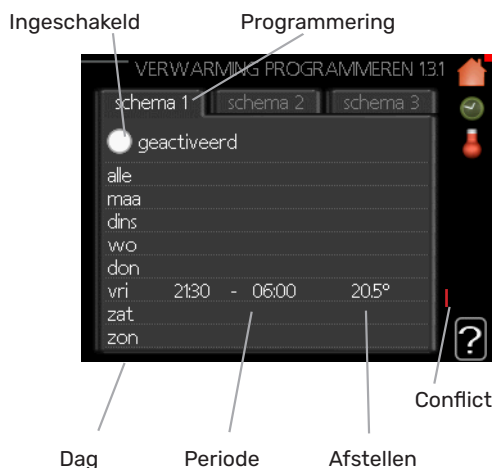 Ingeschakeld Programmering
VERWARMING PROGRAMMEREN 1.3.1
schema 1 schema 2 schema 3
geactiveerd
alle
maa
dins
wo
don
vri 21:30 - 06:00 20.5°
zat
zon
?
Conflict
Dag Periode Afstellen